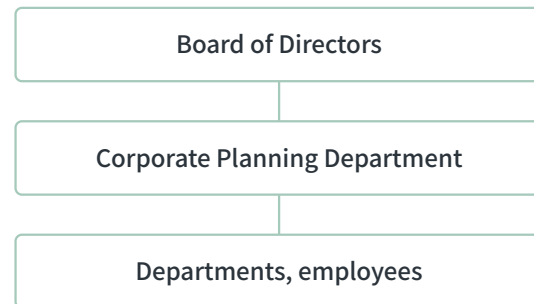 Board of Directors
Corporate Planning Department
Departments, employees